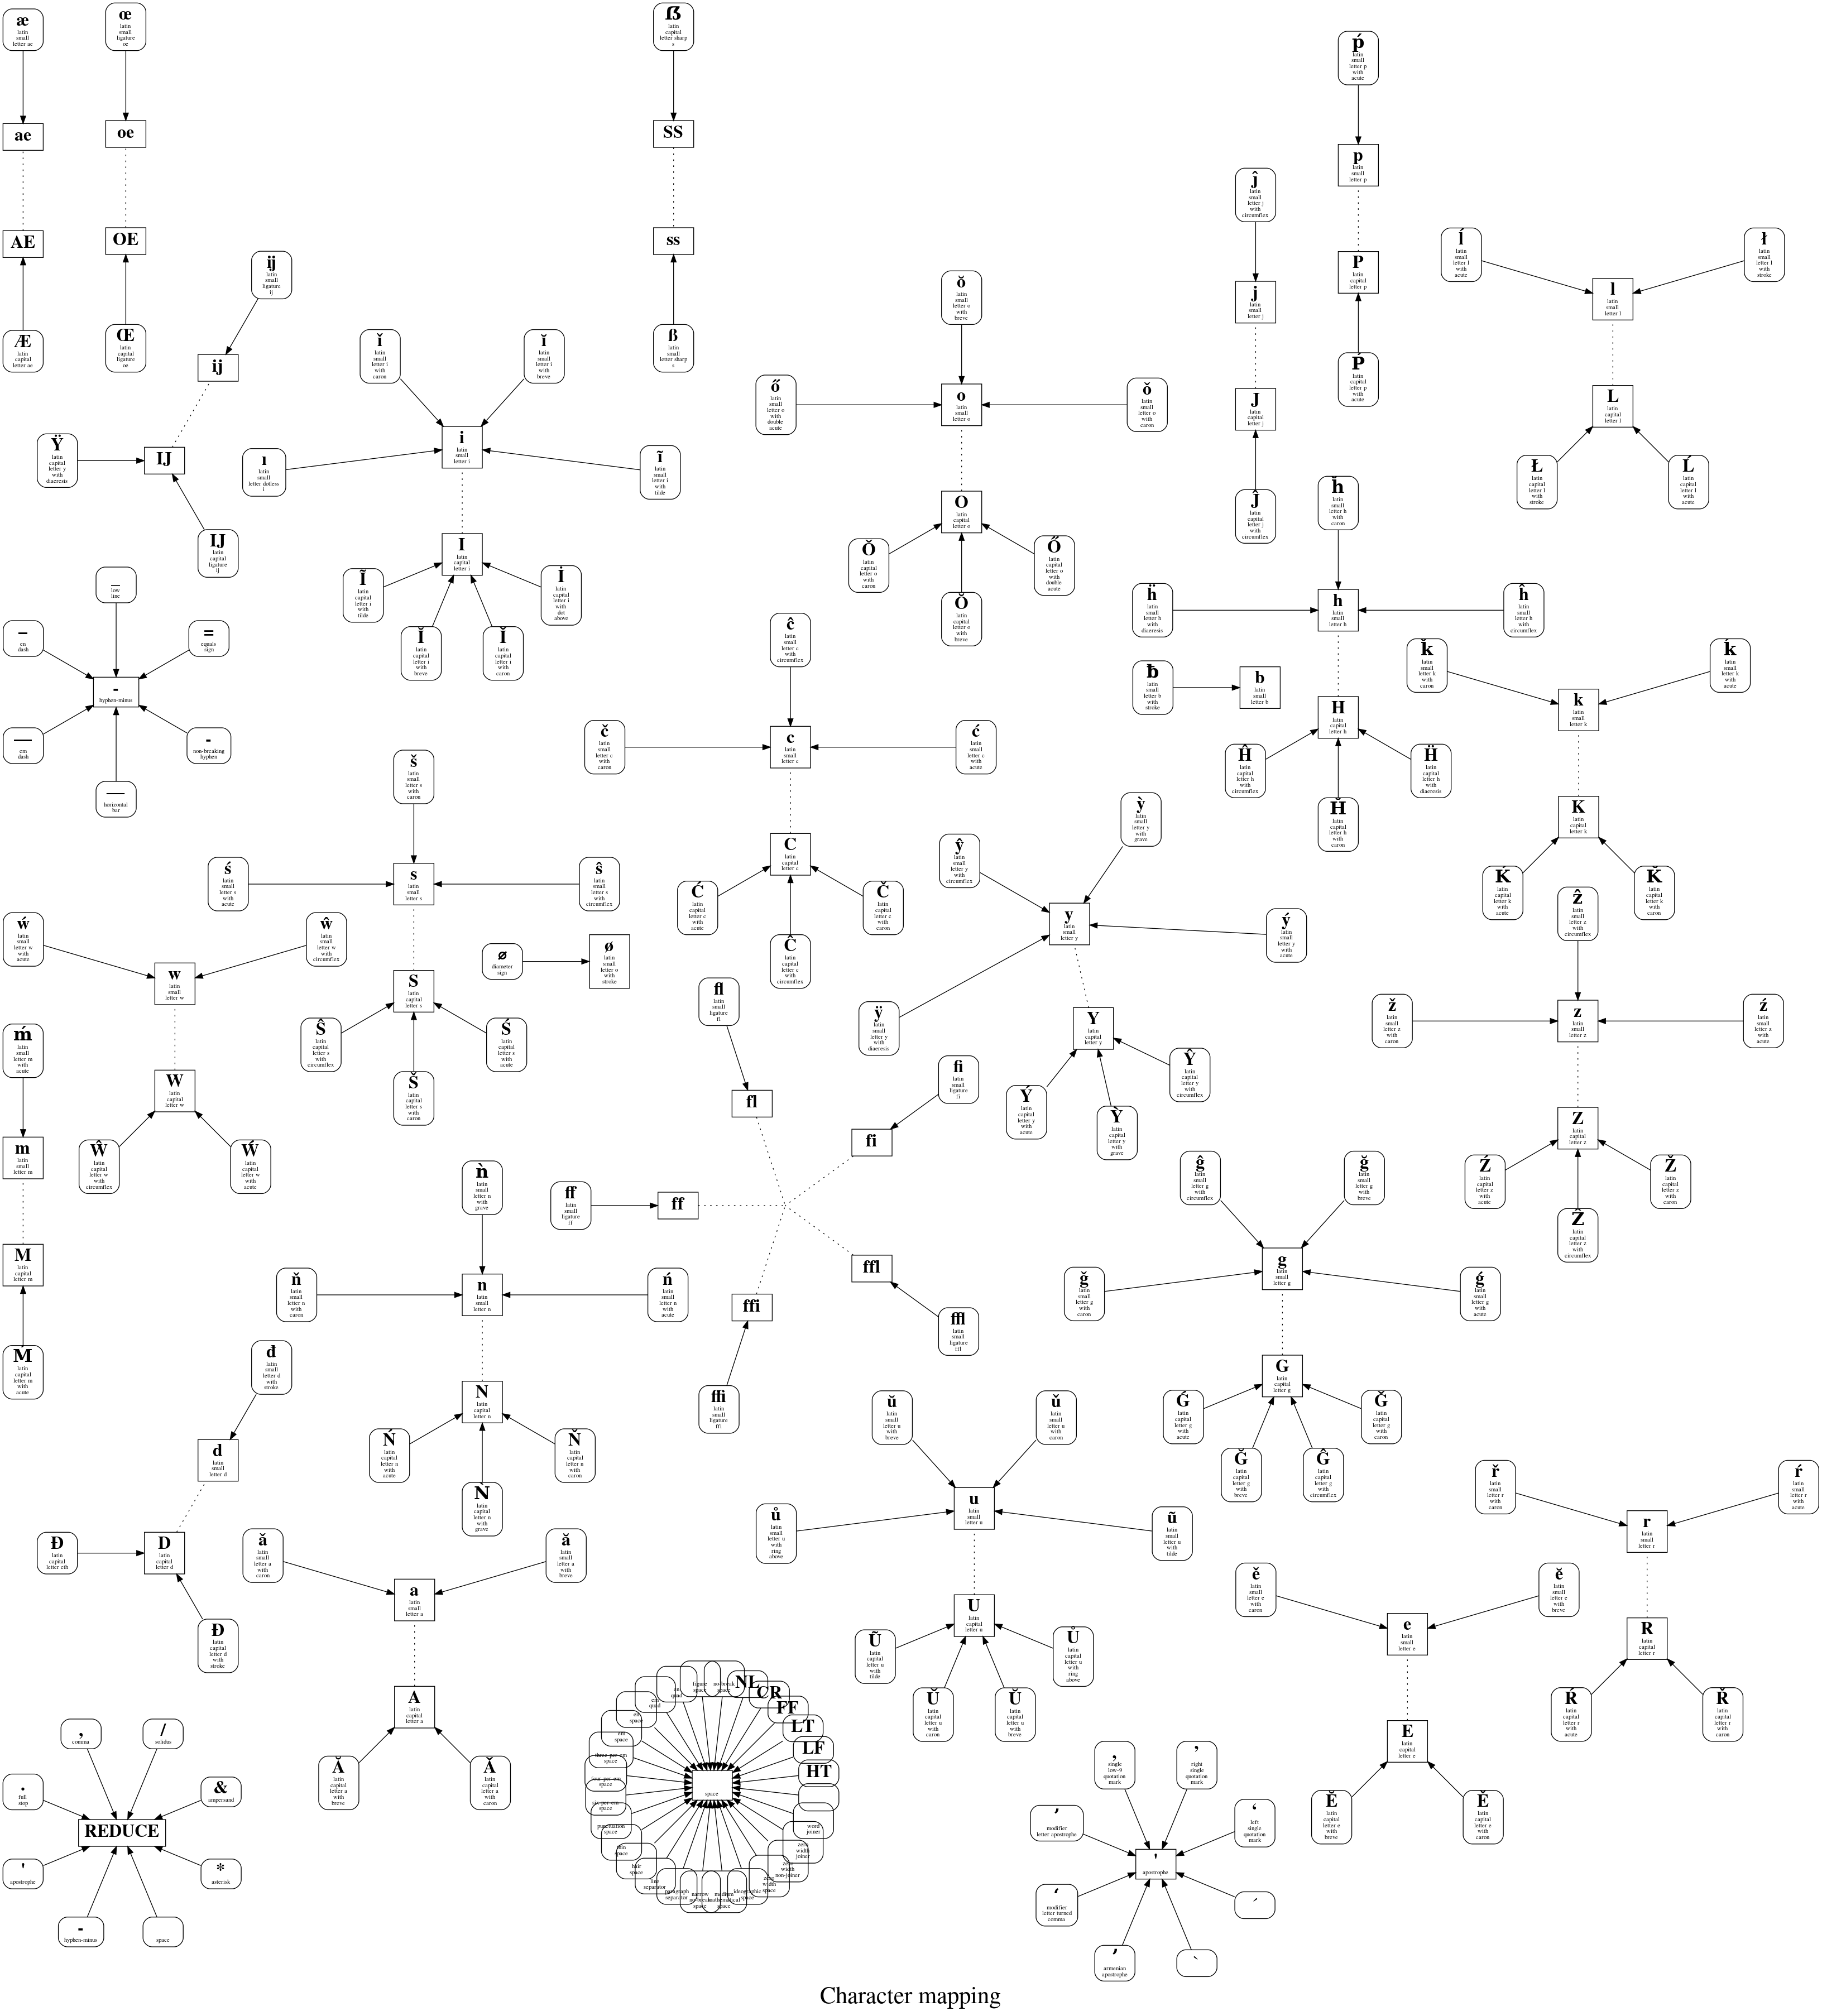 æ
latin
small
letter ae
ae
AE
Æ
latin
capital
letter ae
œ
latin
small
ligature
oe
oe
OE
Œ
latin
capital
ligature
oe
ẞ
latin
capital
letter sharp
s
SS
ss
ß
latin
small
letter sharp
s
ṕ
latin
small
letter p
with
acute
p
latin
small
letter p
P
latin
capital
letter p
Ṕ
latin
capital
letter p
with
acute
ĵ
latin
small
letter j
with
circumflex
j
latin
small
letter j
J
latin
capital
letter j
Ĵ
latin
capital
letter j
with
circumflex
ĺ
latin
small
letter l
with
acute
ł
latin
small
letter l
with
stroke
l
latin
small
letter l
L
latin
capital
letter l
Ł
latin
capital
letter l
with
stroke
Ĺ
latin
capital
letter l
with
acute
ij
latin
small
ligature
ij
ij
IJ
Ÿ
latin
capital
letter y
with
diaeresis
IJ
latin
capital
ligature
ij
ǐ
latin
small
letter i
with
caron
ĭ
latin
small
letter i
with
breve
i
latin
small
letter i
ı
latin
small
letter dotless
i
ĩ
latin
small
letter i
with
tilde
I
latin
capital
letter i
Ĩ
latin
capital
letter i
with
tilde
Ĭ
latin
capital
letter i
with
breve
Ǐ
latin
capital
letter i
with
caron
İ
latin
capital
letter i
with
dot
above
ŏ
latin
small
letter o
with
breve
ő
latin
small
letter o
with
double
acute
o
latin
small
letter o
ǒ
latin
small
letter o
with
caron
O
latin
capital
letter o
Ǒ
latin
capital
letter o
with
caron
Ŏ
latin
capital
letter o
with
breve
Ő
latin
capital
letter o
with
double
acute
ȟ
latin
small
letter h
with
caron
ḧ
latin
small
letter h
with
diaeresis
h
latin
small
letter h
ĥ
latin
small
letter h
with
circumflex
H
latin
capital
letter h
Ĥ
latin
capital
letter h
with
circumflex
Ȟ
latin
capital
letter h
with
caron
Ḧ
latin
capital
letter h
with
diaeresis
ƀ
latin
small
letter b
with
stroke
b
latin
small
letter b
ǩ
latin
small
letter k
with
caron
ḱ
latin
small
letter k
with
acute
k
latin
small
letter k
K
latin
capital
letter k
Ḱ
latin
capital
letter k
with
acute
Ǩ
latin
capital
letter k
with
caron
_
low
line
–
en
dash
=
equals
sign
-
hyphen-minus
—
em
dash
‑
non-breaking
hyphen
―
horizontal
bar
ĉ
latin
small
letter c
with
circumflex
č
latin
small
letter c
with
caron
c
latin
small
letter c
ć
latin
small
letter c
with
acute
C
latin
capital
letter c
Ć
latin
capital
letter c
with
acute
Ĉ
latin
capital
letter c
with
circumflex
Č
latin
capital
letter c
with
caron
š
latin
small
letter s
with
caron
ś
latin
small
letter s
with
acute
s
latin
small
letter s
ŝ
latin
small
letter s
with
circumflex
S
latin
capital
letter s
Ŝ
latin
capital
letter s
with
circumflex
Š
latin
capital
letter s
with
caron
Ś
latin
capital
letter s
with
acute
⌀
diameter
sign
ø
latin
small
letter o
with
stroke
ỳ
latin
small
letter y
with
grave
ŷ
latin
small
letter y
with
circumflex
y
latin
small
letter y
ý
latin
small
letter y
with
acute
ÿ
latin
small
letter y
with
diaeresis
Y
latin
capital
letter y
Ý
latin
capital
letter y
with
acute
Ỳ
latin
capital
letter y
with
grave
Ŷ
latin
capital
letter y
with
circumflex
ẑ
latin
small
letter z
with
circumflex
ž
latin
small
letter z
with
caron
z
latin
small
letter z
ź
latin
small
letter z
with
acute
Z
latin
capital
letter z
Ź
latin
capital
letter z
with
acute
Ẑ
latin
capital
letter z
with
circumflex
Ž
latin
capital
letter z
with
caron
ẃ
latin
small
letter w
with
acute
ŵ
latin
small
letter w
with
circumflex
w
latin
small
letter w
W
latin
capital
letter w
Ŵ
latin
capital
letter w
with
circumflex
Ẃ
latin
capital
letter w
with
acute
ḿ
latin
small
letter m
with
acute
m
latin
small
letter m
M
latin
capital
letter m
Ḿ
latin
capital
letter m
with
acute
ﬂ
latin
small
ligature
fl
fl
ﬁ
latin
small
ligature
fi
fi
ﬀ
latin
small
ligature
ff
ff
ffl
ﬄ
latin
small
ligature
ffl
ffi
ﬃ
latin
small
ligature
ffi
ǹ
latin
small
letter n
with
grave
ň
latin
small
letter n
with
caron
n
latin
small
letter n
ń
latin
small
letter n
with
acute
N
latin
capital
letter n
Ń
latin
capital
letter n
with
acute
Ǹ
latin
capital
letter n
with
grave
Ň
latin
capital
letter n
with
caron
ĝ
latin
small
letter g
with
circumflex
ğ
latin
small
letter g
with
breve
ǧ
latin
small
letter g
with
caron
g
latin
small
letter g
ǵ
latin
small
letter g
with
acute
G
latin
capital
letter g
Ǵ
latin
capital
letter g
with
acute
Ğ
latin
capital
letter g
with
breve
Ĝ
latin
capital
letter g
with
circumflex
Ǧ
latin
capital
letter g
with
caron
đ
latin
small
letter d
with
stroke
d
latin
small
letter d
Ð
latin
capital
letter eth
D
latin
capital
letter d
Đ
latin
capital
letter d
with
stroke
ŭ
latin
small
letter u
with
breve
ǔ
latin
small
letter u
with
caron
ů
latin
small
letter u
with
ring
above
u
latin
small
letter u
ũ
latin
small
letter u
with
tilde
U
latin
capital
letter u
Ũ
latin
capital
letter u
with
tilde
Ǔ
latin
capital
letter u
with
caron
Ŭ
latin
capital
letter u
with
breve
Ů
latin
capital
letter u
with
ring
above
ř
latin
small
letter r
with
caron
ŕ
latin
small
letter r
with
acute
r
latin
small
letter r
R
latin
capital
letter r
Ŕ
latin
capital
letter r
with
acute
Ř
latin
capital
letter r
with
caron
ǎ
latin
small
letter a
with
caron
ă
latin
small
letter a
with
breve
a
latin
small
letter a
A
latin
capital
letter a
Ă
latin
capital
letter a
with
breve
Ǎ
latin
capital
letter a
with
caron
ě
latin
small
letter e
with
caron
ĕ
latin
small
letter e
with
breve
e
latin
small
letter e
E
latin
capital
letter e
Ĕ
latin
capital
letter e
with
breve
Ě
latin
capital
letter e
with
caron
,
comma
/
solidus
.
full
stop
&
ampersand
REDUCE
'
apostrophe
*
asterisk
-
hyphen-minus
space
figure
space
no-break
space
NL
CR
FF
LT
LF
HT
quad
em
quad
en
space
em
space
three-per-em
space
four-per-em
space
six-per-em
space
punctuation
space
thin
space
hair
space
line
separator
paragraph
separator
narrow
no-break
space
medium
mathematical
space
ideographic
space
zero
width
space
zero
width
non-joiner
zero
width
joiner
word
joiner
space
‚
single
low-9
quotation
mark
’
right
single
quotation
mark
ʼ
modifier
letter apostrophe
‘
left
single
quotation
mark
'
apostrophe
ʻ
modifier
letter turned
comma
´
՚
armenian
apostrophe
`
Character mapping